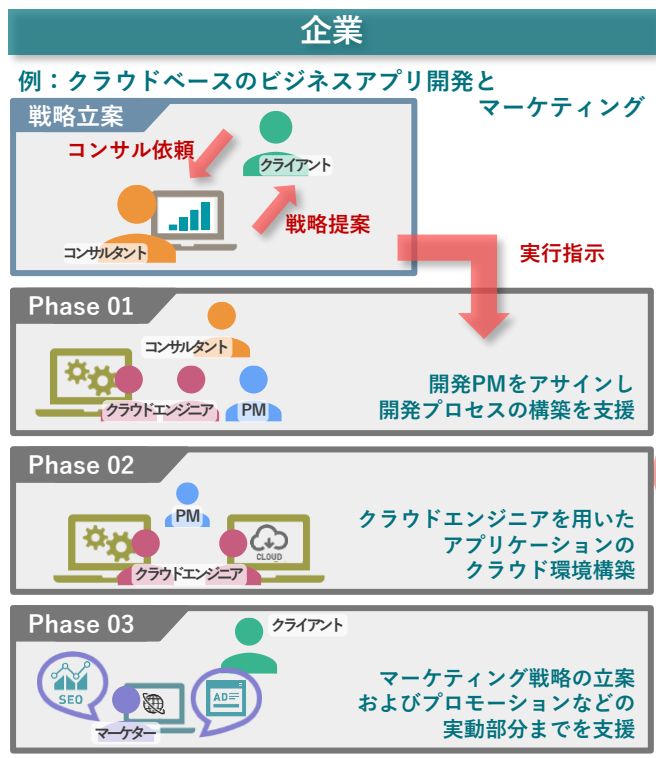 企業
例：クラウドベースのビジネスアプリ開発と
マーケティング
戦略立案
コンサル依頼
クライアント
戦略提案
コンサルタント
実行指示
Phase 01
コンサルタント
クラウドエンジニア
PM
開発PMをアサインし
開発プロセスの構築を支援
Phase 02
PM
CLOUD
クラウドエンジニア
クラウドエンジニアを用いた
アプリケーションの
クラウド環境構築
Phase 03
クライアント
SEO
AD
マーケター
マーケティング戦略の立案
およびプロモーションなどの
実動部分までを支援